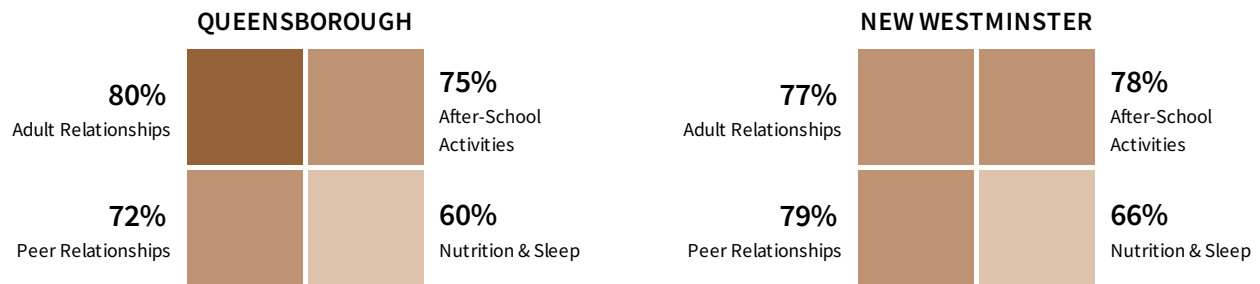 QUEENSBOROUGH
80%
Adult Relationships
75%
After-School
Activities
72%
Peer Relationships
60%
Nutrition & Sleep
NEW WESTMINSTER
77%
Adult Relationships
78%
After-School
Activities
79%
Peer Relationships
66%
Nutrition & Sleep